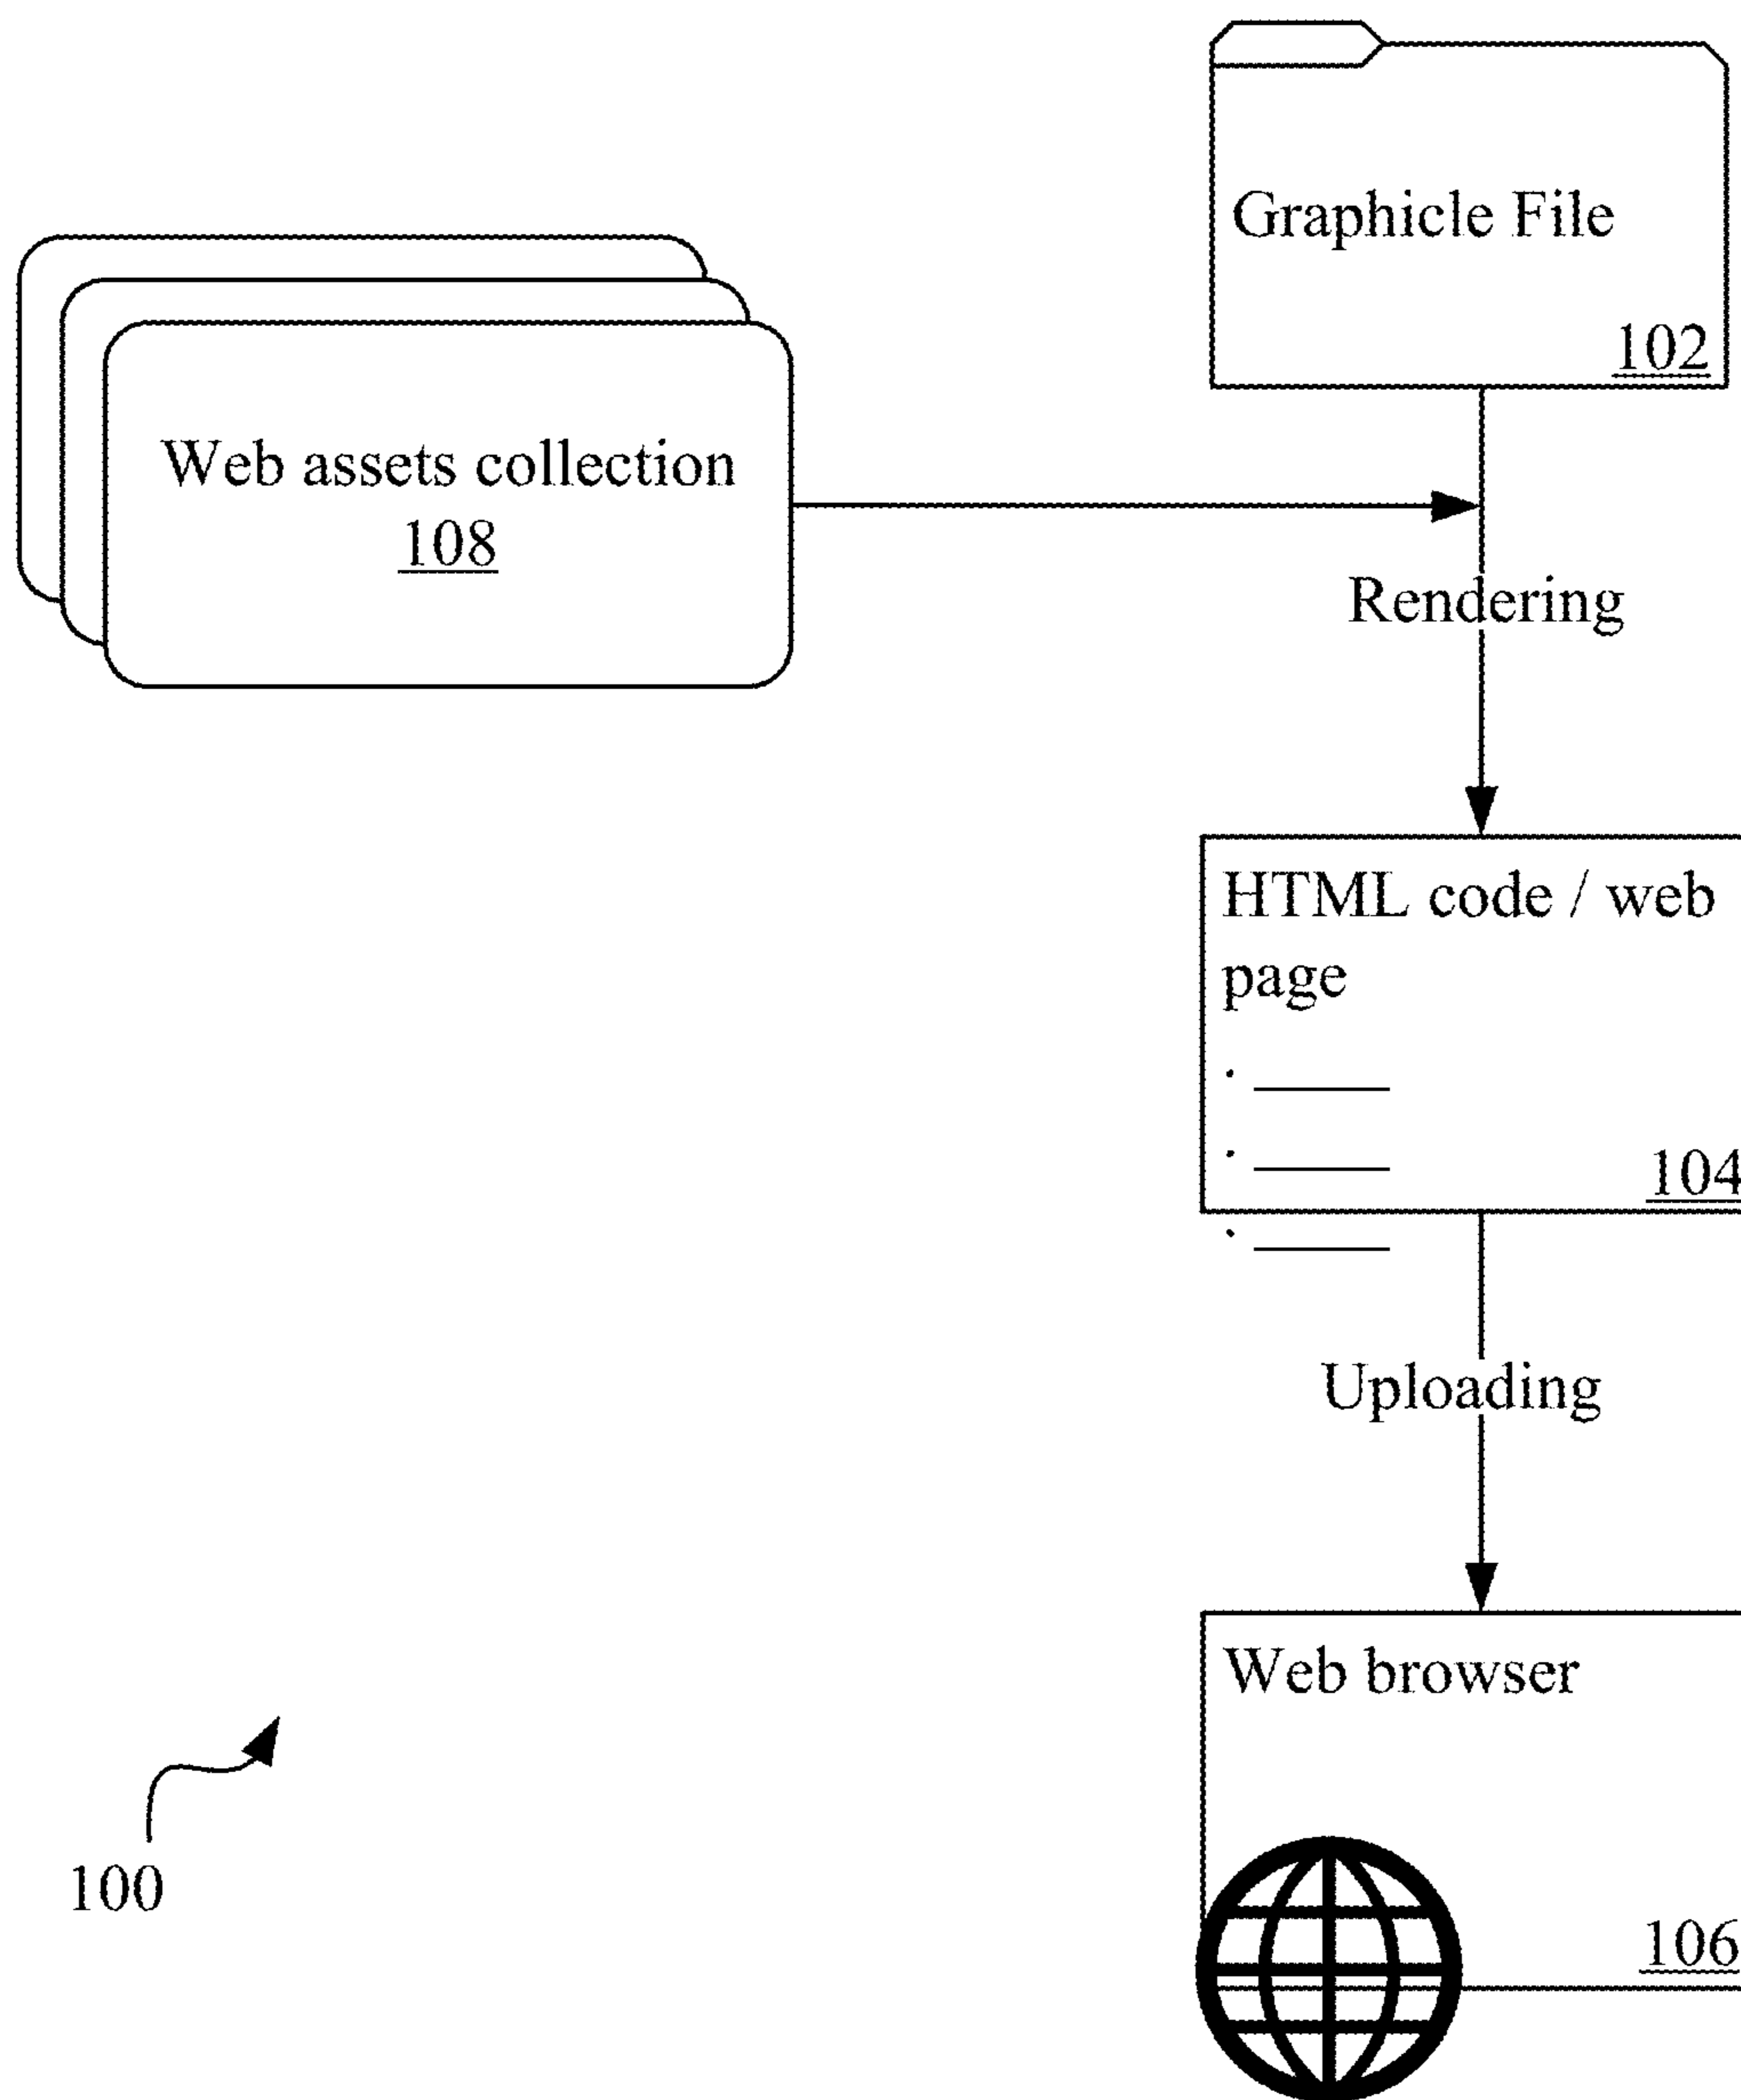 Graphicle File
102
Web assets collection
108
Rendering
HTML code / web
page
104
Uploading
Web browser
106
100